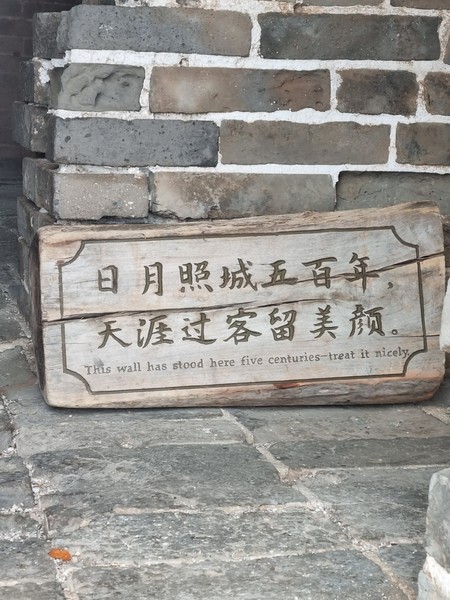 日月照城五百年，
天涯过客留美颜。
This wall has stood here five centuries-treat it nicely.